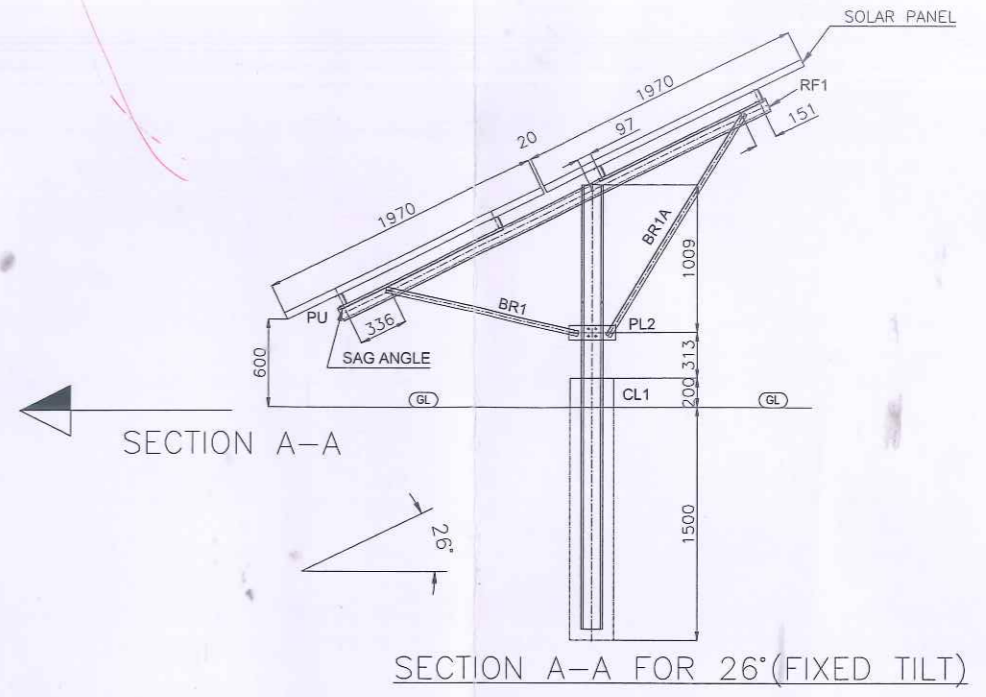 SOLAR PANEL
1970
RF1
20
97
151
1970
BR1A
1009
BR1
PU
336
PL2
SAG ANGLE
600
313
CL1
200
GL
GL
SECTION A-A
26°
1500
SECTION A-A FOR 26°(FIXED TILT)